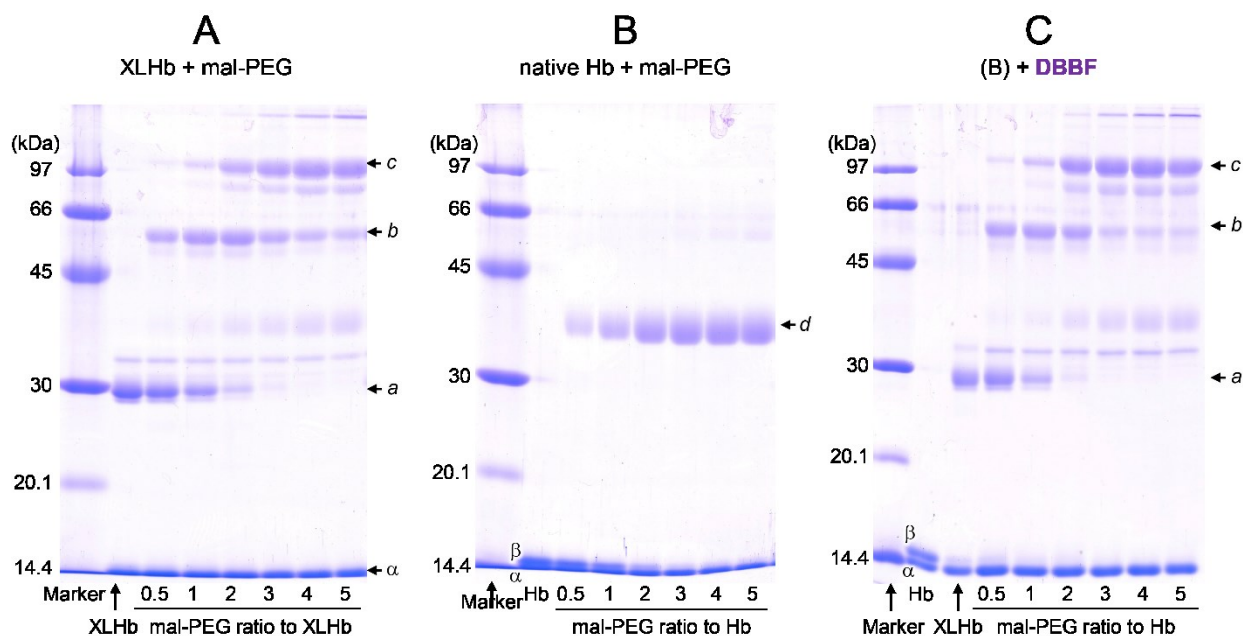 A
XLHb + mal-PEG
(kDa)
97
66
45
30
20.1
14.4
c
b
a
α
Marker
0.5 1 2 3 4 5
XLHb mal-PEG ratio to XLHb
B
native Hb + mal-PEG
(kDa)
97
66
45
30
20.1
14.4
β
α
d
Hb 0.5 1 2 3 4 5
Marker mal-PEG ratio to Hb
C
(B) + DBBF
(kDa)
97
66
45
30
20.1
14.4
β
α
c
b
a
Hb 0.5 1 2 3 4 5
Marker XLHb mal-PEG ratio to Hb